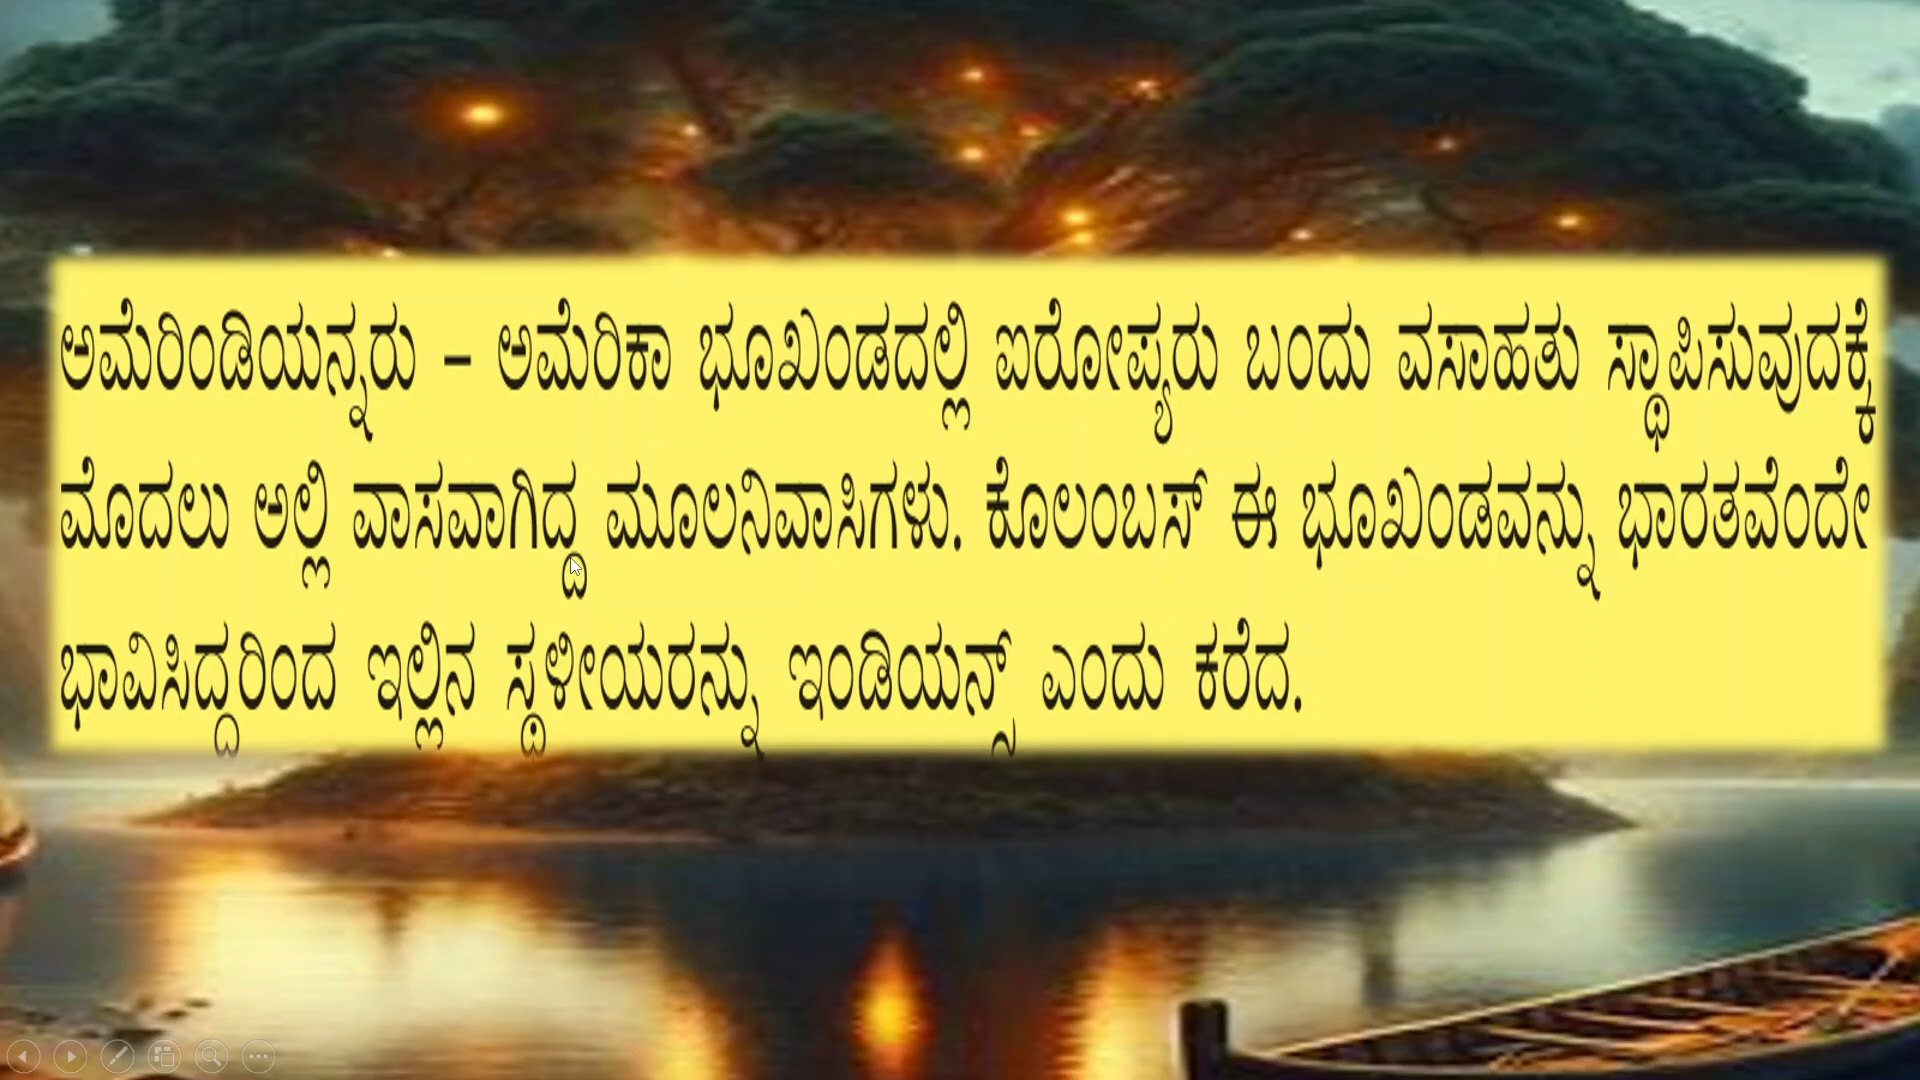 ಅಮೆರಿಂಡಿಯನ್ನರು – ಅಮೆರಿಕಾ ಭೂಖಂಡದಲ್ಲಿ ಐರೋಪ್ಯರು ಬಂದು ವಸಾಹತು ಸ್ಥಾಪಿಸುವುದಕ್ಕೆ
ಮೊದಲು ಅಲ್ಲಿ ವಾಸವಾಗಿದ್ದ ಮೂಲನಿವಾಸಿಗಳು. ಕೊಲಂಬಸ್ ಈ ಭೂಖಂಡವನ್ನು ಭಾರತವೆಂದೇ
ಭಾವಿಸಿದ್ದರಿಂದ ಇಲ್ಲಿನ ಸ್ಥಳೀಯರನ್ನು ಇಂಡಿಯನ್ಸ್ ಎಂದು ಕರೆದ.